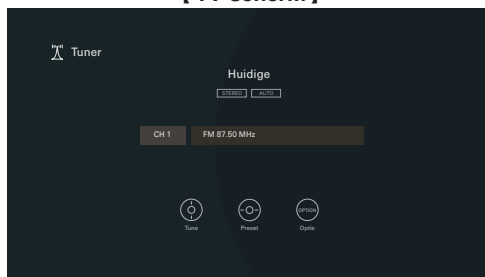 Tuner
Huidige
STEREO AUTO
CH 1 FM 87.50 MHz
OPTION
Tune Preset Optie